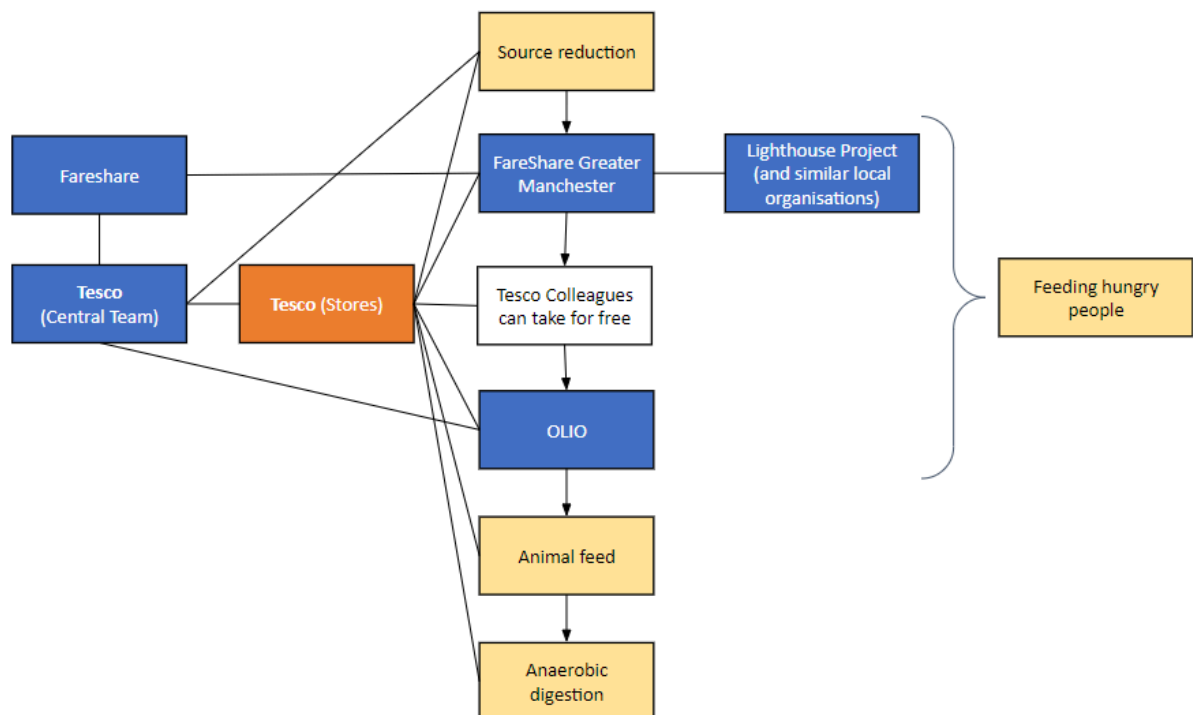 Source reduction
Fareshare
FareShare Greater
Manchester
Lighthouse Project
(and similar local
organisations)
Tesco
(Central Team)
Tesco (Stores)
Tesco Colleagues
can take for free
Feeding hungry
people
OLIO
Animal feed
Anaerobic
digestion